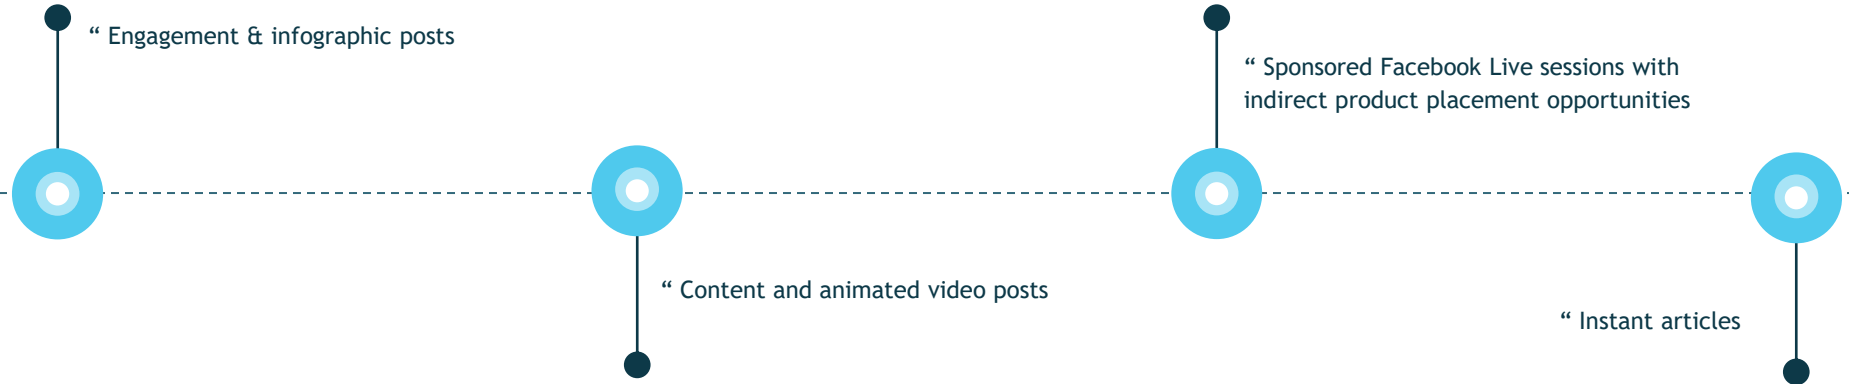 “ Engagement & infographic posts
“ Sponsored Facebook Live sessions with
indirect product placement opportunities
“ Content and animated video posts
“ Instant articles